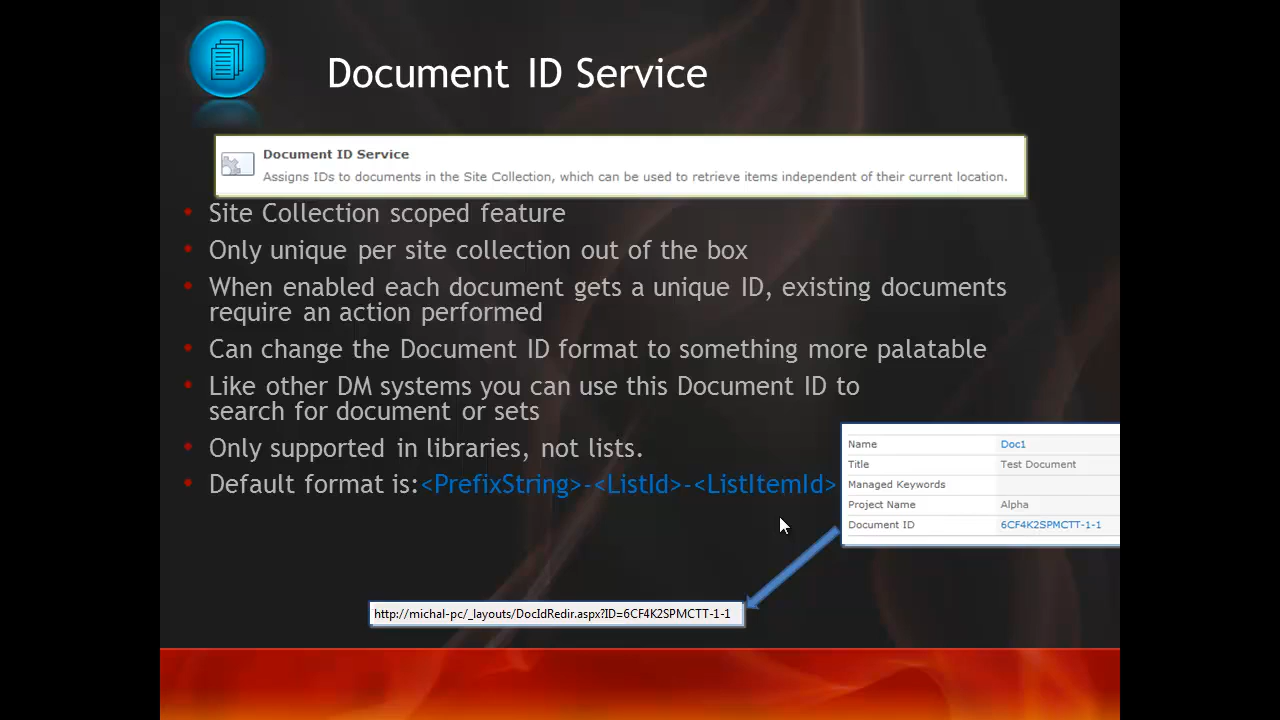 Document ID Service
Document ID Service
Assigns IDs to documents in the Site Collection, which can be used to retrieve items independent of their current location.
• Site Collection scoped feature
• Only unique per site collection out of the box
• When enabled each document gets a unique ID, existing documents
require an action performed
• Can change the Document ID format to something more palatable
• Like other DM systems you can use this Document ID to
search for document or sets
• Only supported in libraries, not lists.
• Default format is:<PrefixString>-<ListId>-<ListItemId>
Name Doc1
Title Test Document
Managed Keywords
Project Name Alpha
Document ID 6CF4K2SPMCTT-1-1
http://michal-pc/_layouts/DocIdRedir.aspx?ID=6CF4K2SPMCTT-1-1